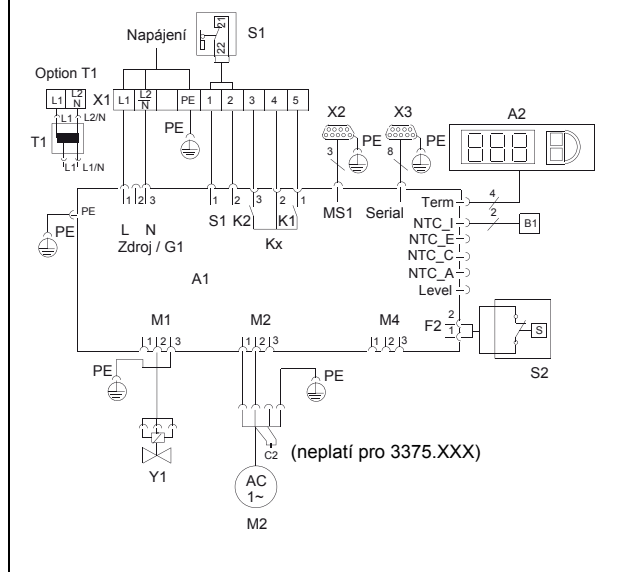 Napájení
21
22
S1
Option T1
L1 L2 N
X1
L1 L2 N PE 1 2 3 4 5
L1 L2/N
T1
L1 L1/N
PE
X2
3
PE
X3
8
PE
A2
4
Term
2
NTC_I
B1
NTC_E
NTC_C
NTC_A
Level
PE
PE
1 2 3
L N
Zdroj / G1
1 2 3 1
S1 K2 K1
Kx
MS1
Serial
A1
M1
1 2 3
M2
1 2 3
M4
1 2 3
F2
2
1
S
S2
PE
PE
Y1
C2
(neplatí pro 3375.XXX)
AC
1~
M2